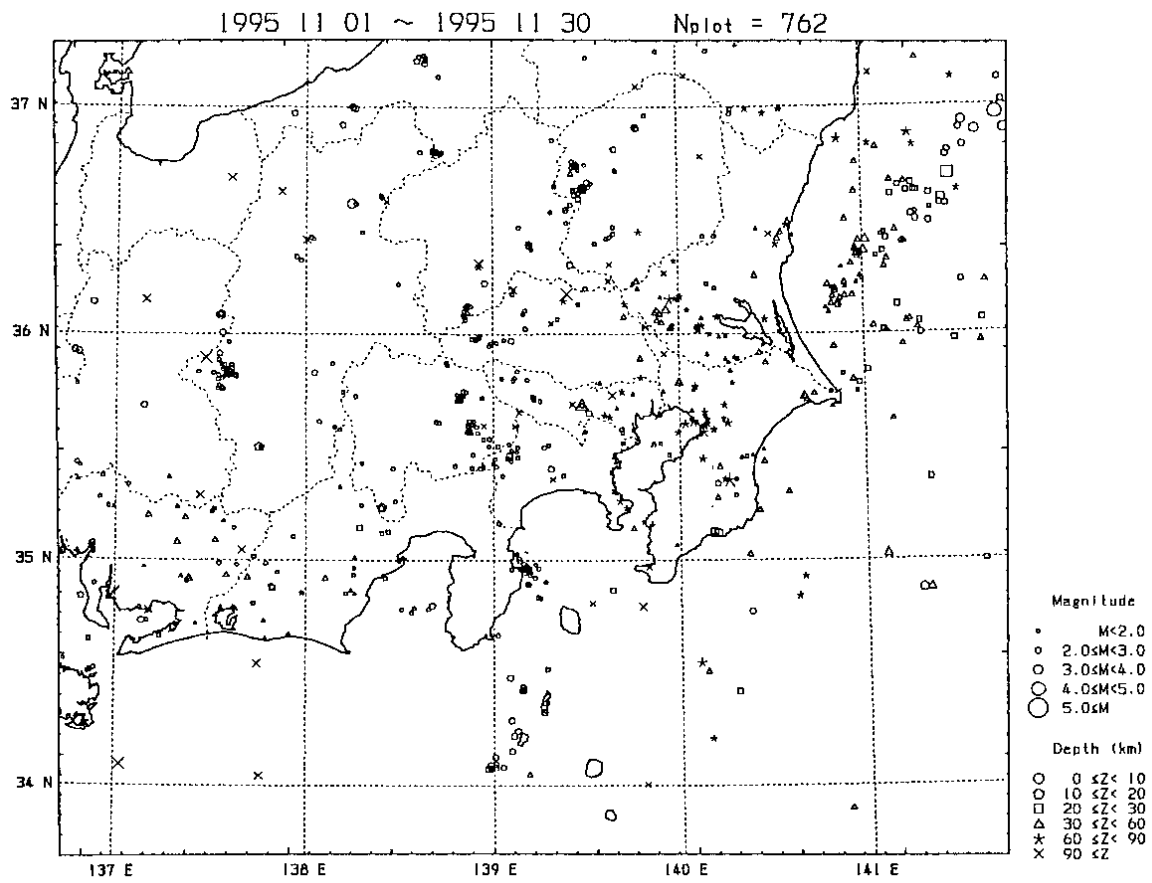 1995 11 01 ~ 1995 11 30 Nplot = 762
37 N
36 N
35 N
34 N
137 E 138 E 139 E 140 E 141 E
Magnitude
M<2.0
2.0≤M<3.0
3.0≤M<4.0
4.0≤M<5.0
5.0≤M
Depth (km)
0 ≤Z< 10
10 ≤Z< 20
20 ≤Z< 30
30 ≤Z< 60
60 ≤Z< 90
90 ≤Z